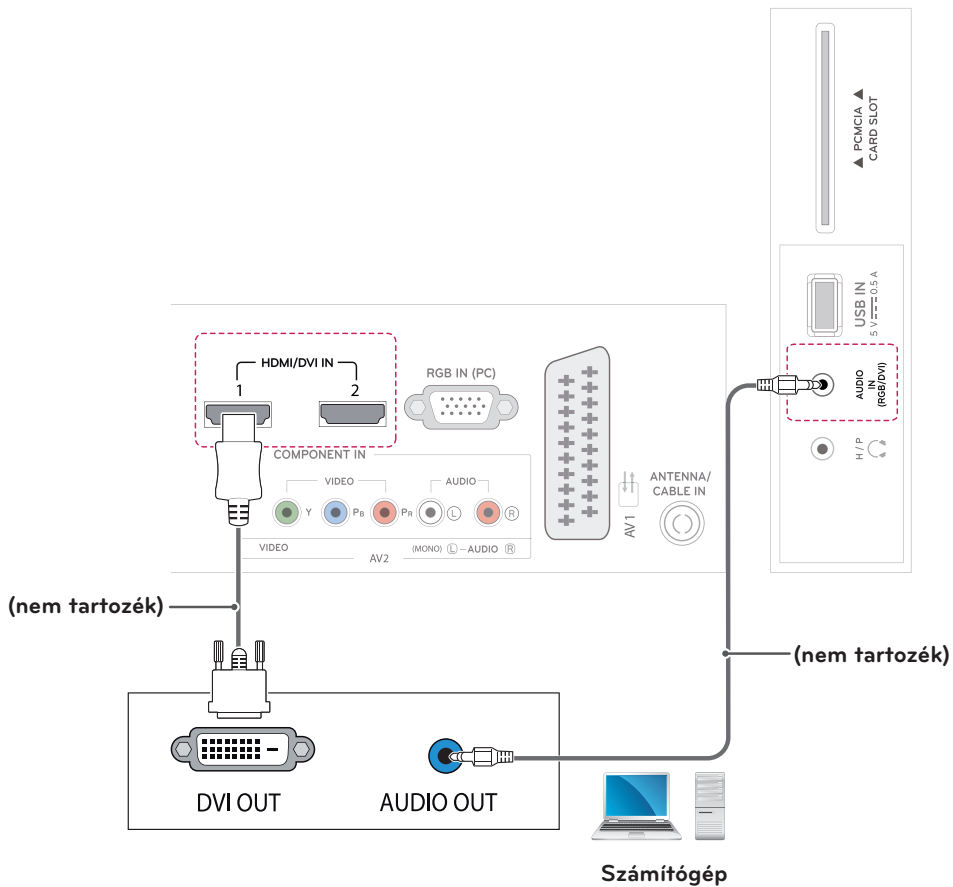 ▲ PCMCIA ▲
CARD SLOT
USB IN
5 V 0.5 A
AUDIO
IN
(RGB/DVI)
H/P
HDMI/DVI IN
1
2
RGB IN (PC)
COMPONENT IN
VIDEO
AUDIO
Y
PB
PR
L
R
VIDEO
AV2
(MONO) L – AUDIO R
AV1
ANTENNA/
CABLE IN
(nem tartozék)
(nem tartozék)
DVI OUT
AUDIO OUT
Számítógép